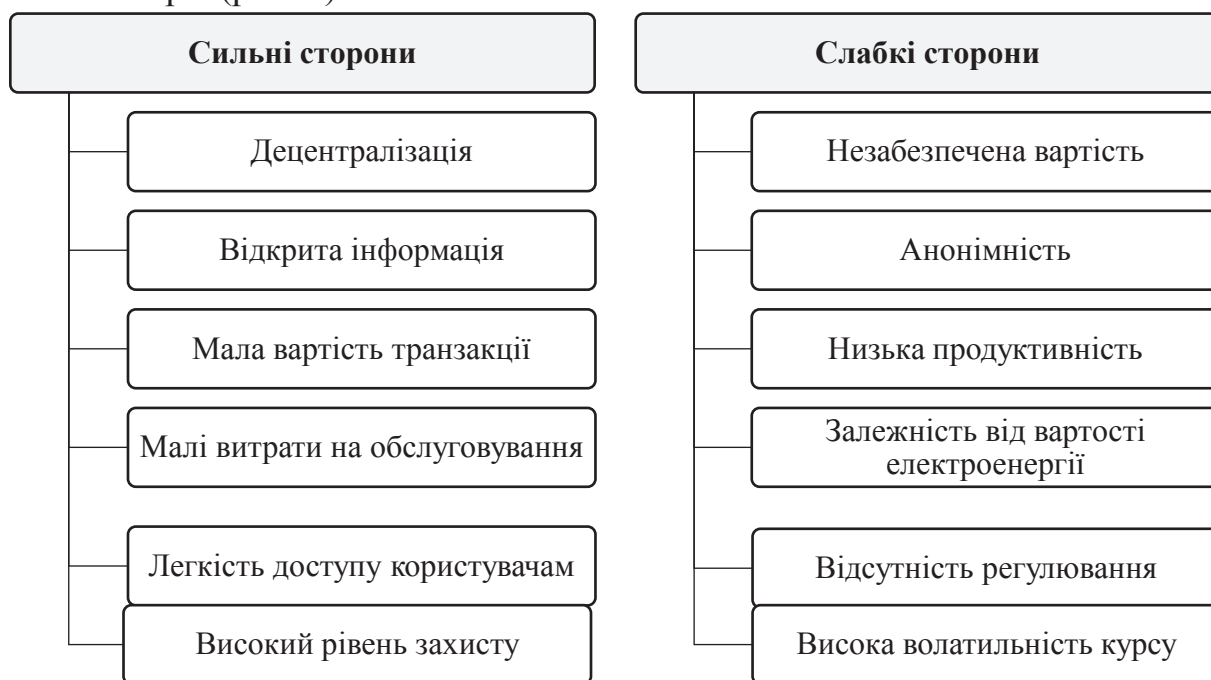 Сильні сторони
Децентралізація
Відкрита інформація
Мала вартість транзакції
Малі витрати на обслуговування
Легкість доступу користувачам
Високий рівень захисту
Слабкі сторони
Незабезпечена вартість
Анонімність
Низька продуктивність
Залежність від вартості
електроенергії
Відсутність регулювання
Висока волатильність курсу